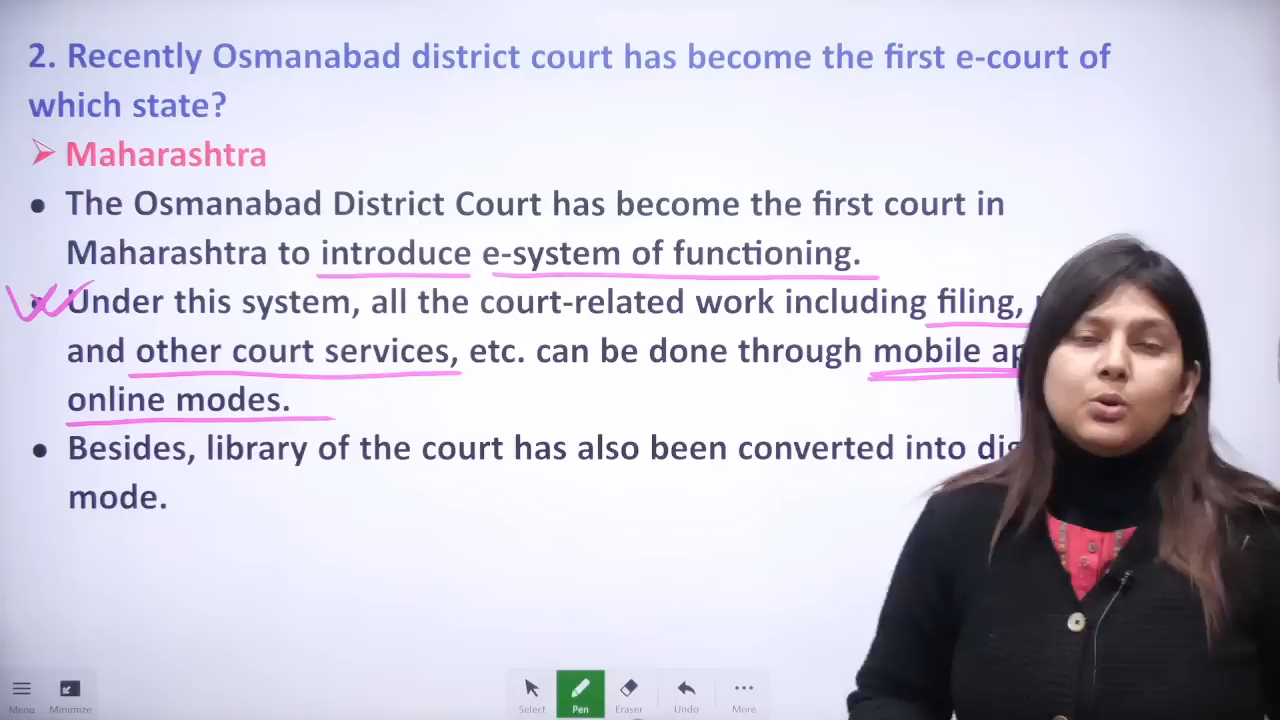 2. Recently Osmanabad district court has become the first e-court of
which state?
Maharashtra
The Osmanabad District Court has become the first court in
Maharashtra to introduce e-system of functioning.
Under this system, all the court-related work including filing,
and other court services, etc. can be done through mobile
online modes.
Besides, library of the court has also been converted into
mode.
Menu Minimize Select Pen Eraser Undo More